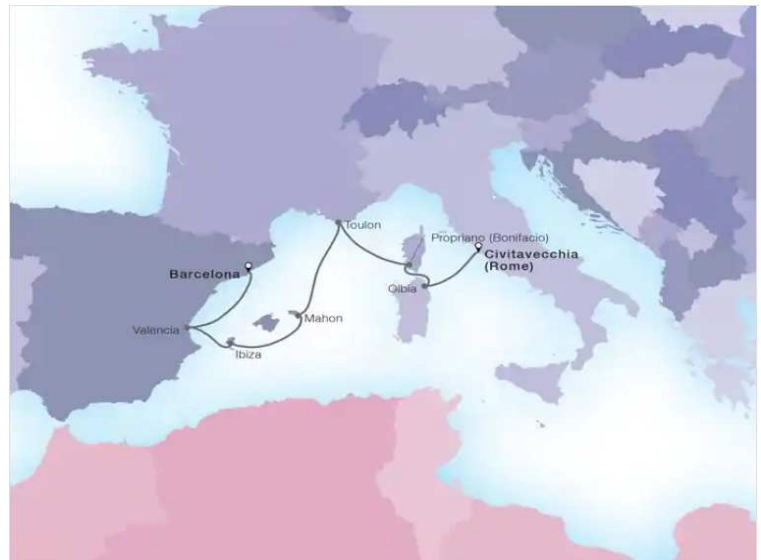 Toulon
Propriano (Bonifacio)
Civitavecchia
(Rome)
Barcelona
Olbia
Mahon
Valencia
Ibiza